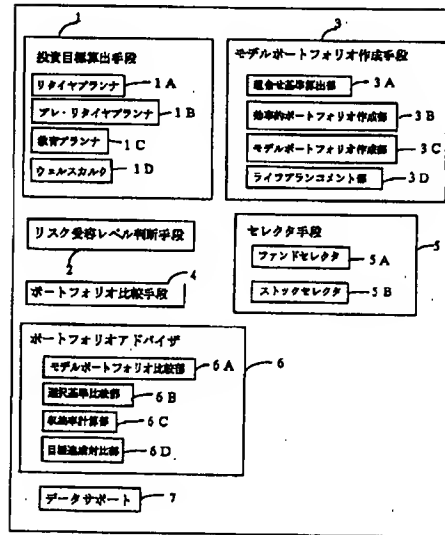 1
投資目標算出手段
リタイヤプランナ 1A
プレ・リタイヤプランナ 1B
教育プランナ 1C
ウェルスカルク 1D
リスク受容レベル判断手段
2
ポートフォリオ比較手段 4
3
モデルポートフォリオ作成手段
組合せ基準算出部 3A
効率的ポートフォリオ作成部 3B
モデルポートフォリオ作成部 3C
ライフプランコメント部 3D
セレクタ手段 5
ファンドセレクタ 5A
ストックセレクタ 5B
ポートフォリオアドバイザ 6
モデルポートフォリオ比較部 6A
選択基準比較部 6B
収益率計算部 6C
目標達成対比部 6D
データサポート 7